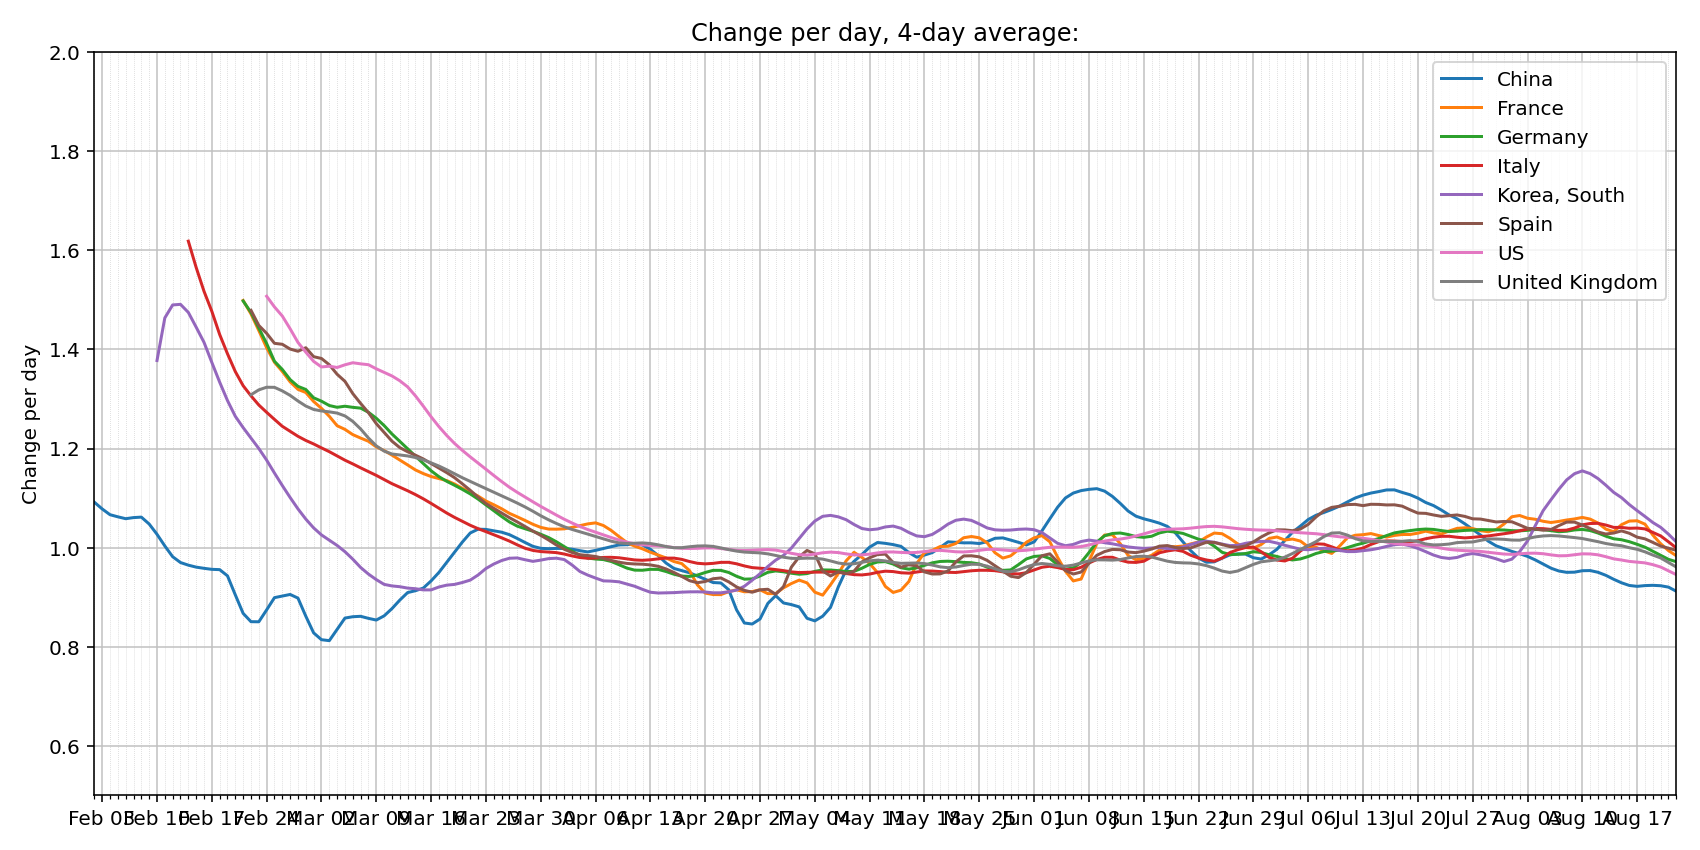 Change per day, 4-day average:
Change per day
2.0
1.8
1.6
1.4
1.2
1.0
0.8
0.6
China
France
Germany
Italy
Korea, South
Spain
US
United Kingdom
Feb 03 Feb 10 Feb 17 Feb 24 Mar 02 Mar 09 Mar 16 Mar 23 Mar 30 Apr 06 Apr 13 Apr 20 Apr 27 May 04 May 11 May 18 May 25 Jun 01 Jun 08 Jun 15 Jun 22 Jun 29 Jul 06 Jul 13 Jul 20 Jul 27 Aug 03 Aug 10 Aug 17